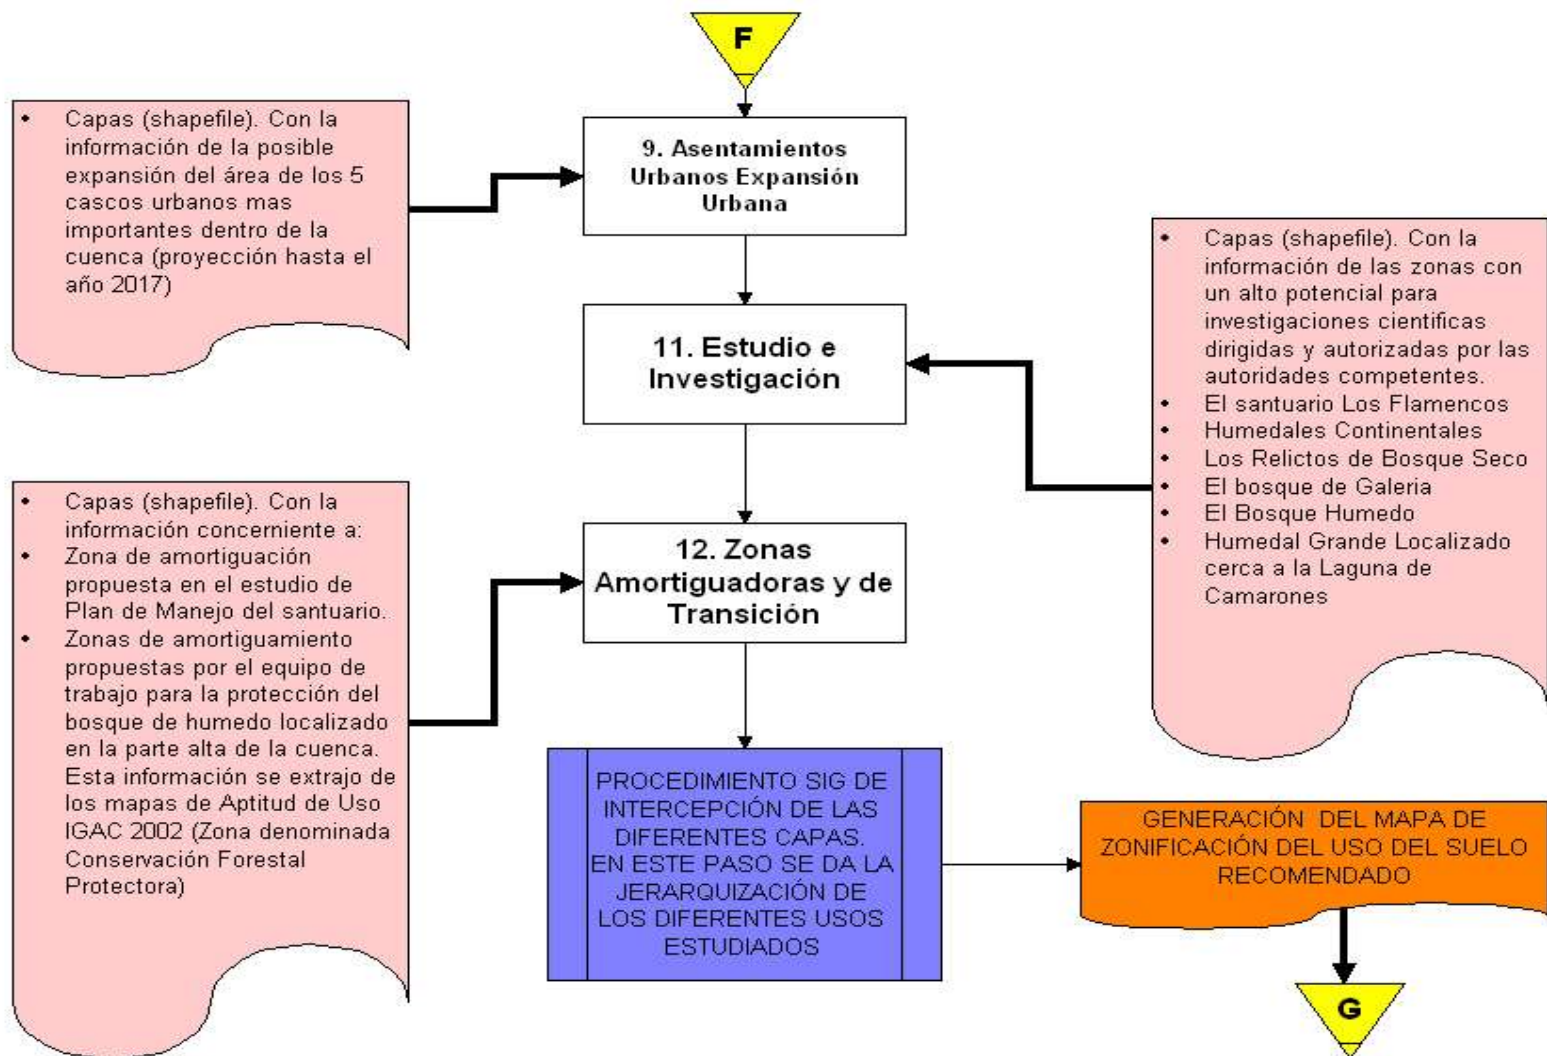 F
• Capas (shapefile). Con la
información de la posible
expansión del área de los 5
cascos urbanos mas
importantes dentro de la
cuenca (proyección hasta el
año 2017)
9. Asentamientos
Urbanos Expansión
Urbana
11. Estudio e
Investigación
• Capas (shapefile). Con la
información de las zonas con
un alto potencial para
investigaciones cientificas
dirigidas y autorizadas por las
autoridades competentes.
• El santuario Los Flamencos
• Humedales Continentales
• Los Relictos de Bosque Seco
• El bosque de Galeria
• El Bosque Humedo
• Humedal Grande Localizado
cerca a la Laguna de
Camarones
• Capas (shapefile). Con la
información concerniente a:
• Zona de amortiguación
propuesta en el estudio de
Plan de Manejo del santuario.
• Zonas de amortiguamiento
propuestas por el equipo de
trabajo para la protección del
bosque de humedo localizado
en la parte alta de la cuenca.
Esta información se extrajo de
los mapas de Aptitud de Uso
IGAC 2002 (Zona denominada
Conservación Forestal
Protectora)
12. Zonas
Amortiguadoras y de
Transición
PROCEDIMIENTO SIG DE
INTERCEPCIÓN DE LAS
DIFERENTES CAPAS.
EN ESTE PASO SE DA LA
JERARQUIZACIÓN DE
LOS DIFERENTES USOS
ESTUDIADOS
GENERACIÓN DEL MAPA DE
ZONIFICACIÓN DEL USO DEL SUELO
RECOMENDADO
G